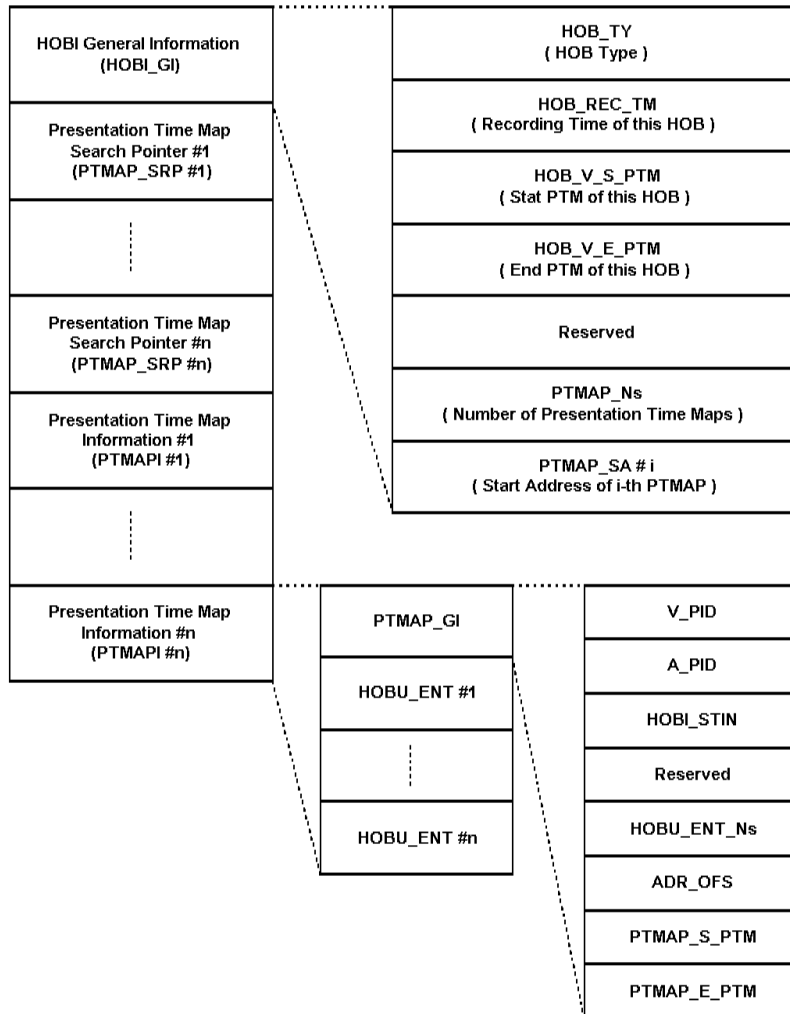 HOBI General Information
(HOBI_GI)
Presentation Time Map
Search Pointer #1
(PTMAP_SRP #1)
Presentation Time Map
Search Pointer #n
(PTMAP_SRP #n)
Presentation Time Map
Information #1
(PTMAPI #1)
Presentation Time Map
Information #n
(PTMAPI #n)
HOB_TY
( HOB Type )
HOB_REC_TM
( Recording Time of this HOB )
HOB_V_S_PTM
( Stat PTM of this HOB )
HOB_V_E_PTM
( End PTM of this HOB )
Reserved
PTMAP_Ns
( Number of Presentation Time Maps )
PTMAP_SA # i
( Start Address of i-th PTMAP )
PTMAP_GI
HOBU_ENT #1
HOBU_ENT #n
V_PID
A_PID
HOBI_STIN
Reserved
HOBU_ENT_Ns
ADR_OFS
PTMAP_S_PTM
PTMAP_E_PTM